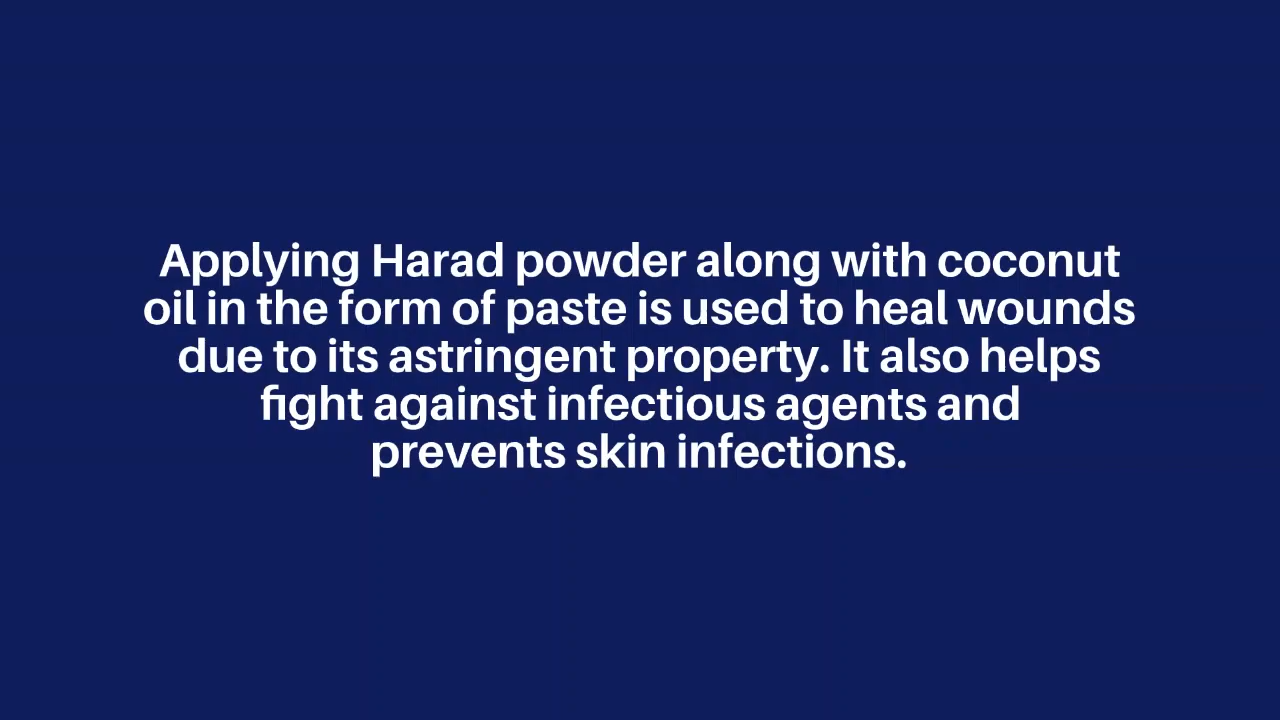 Applying Harad powder along with coconut
oil in the form of paste is used to heal wounds
due to its astringent property. It also helps
fight against infectious agents and
prevents skin infections.